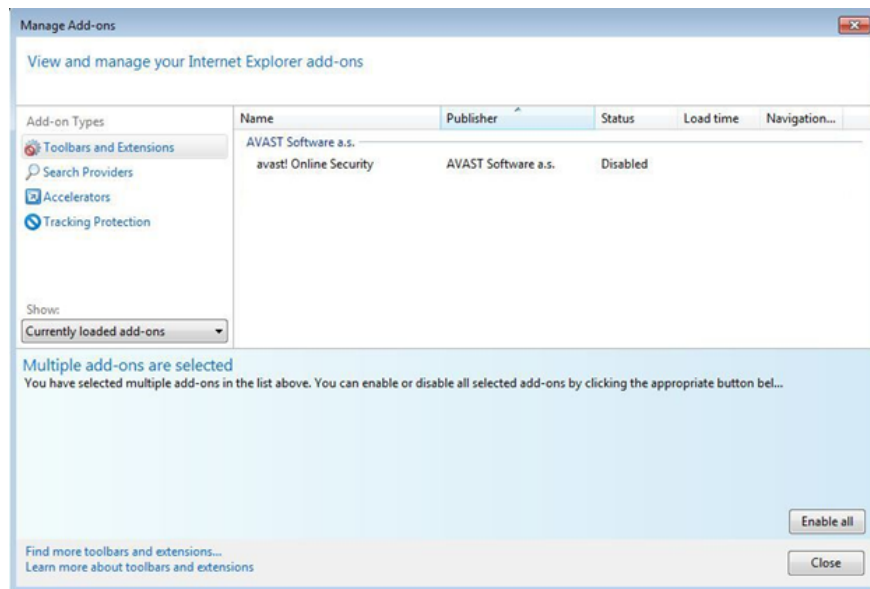 Manage Add-ons
View and manage your Internet Explorer add-ons
Add-on Types
Toolbars and Extensions
Search Providers
Accelerators
Tracking Protection
Show:
Currently loaded add-ons
Name Publisher Status Load time Navigation...
AVAST Software a.s.
avast! Online Security AVAST Software a.s. Disabled
Multiple add-ons are selected
You have selected multiple add-ons in the list above. You can enable or disable all selected add-ons by clicking the appropriate button bel...
Enable all
Find more toolbars and extensions...
Learn more about toolbars and extensions
Close